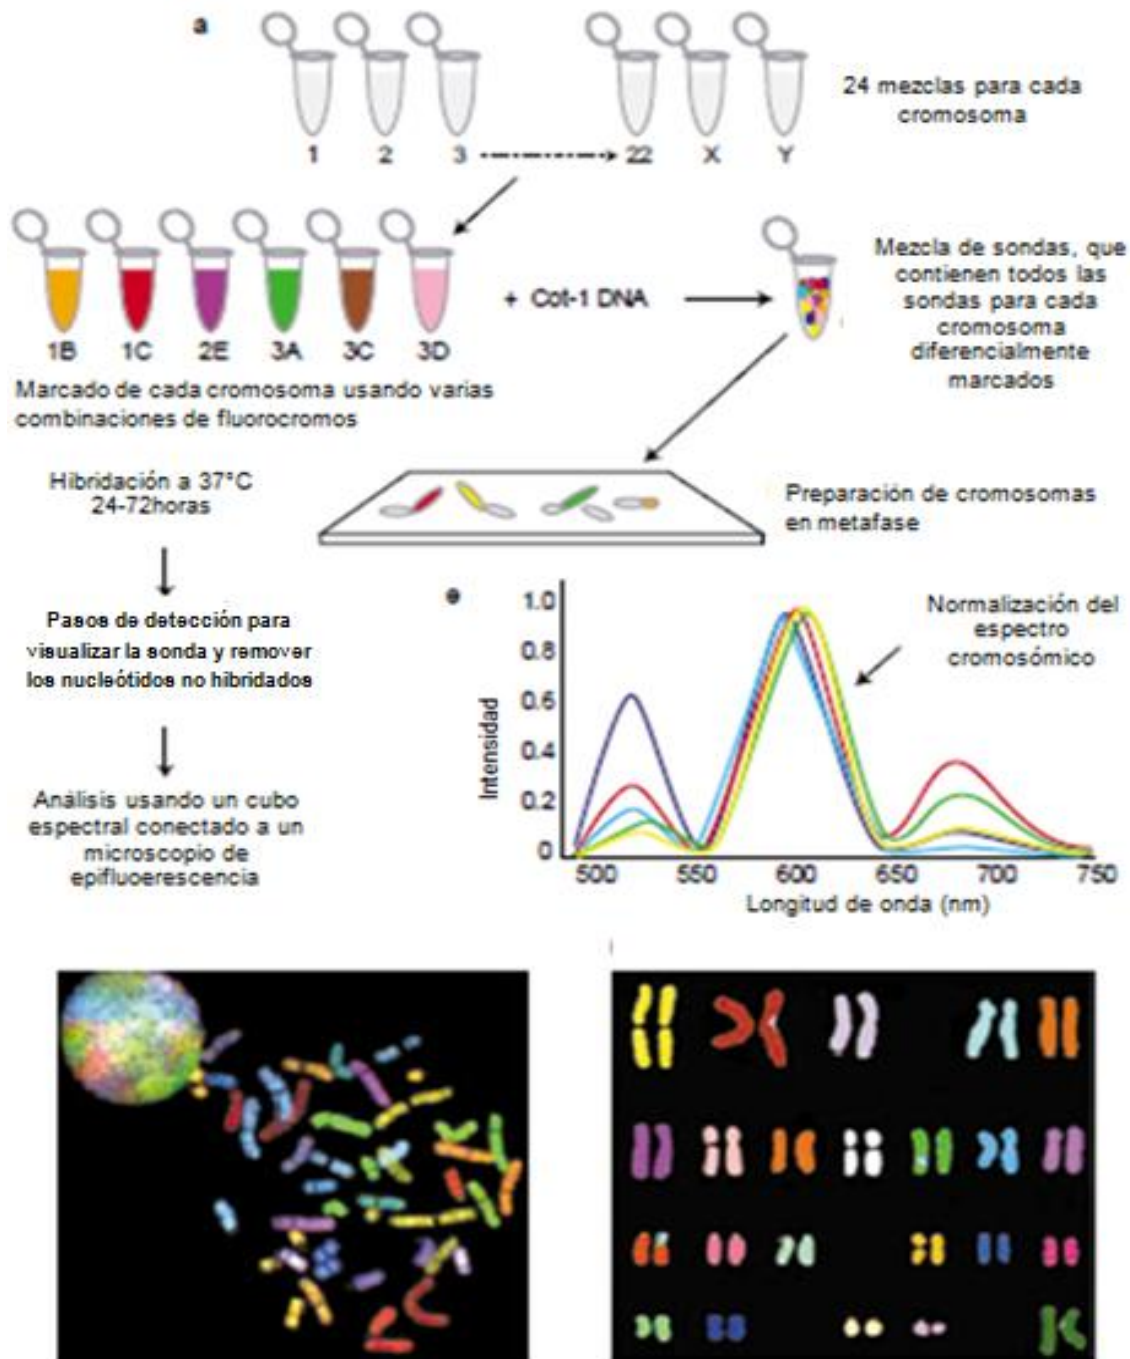 a
24 mezclas para cada
cromosoma
1 2 3 22 X Y
1B 1C 2E 3A 3C 3D
+ Cot-1 DNA
Mezcla de sondas, que
contienen todos las
sondas para cada
cromosoma
diferencialmente
marcados
Marcado de cada cromosoma usando varias
combinaciones de fluorocromos
Hibridación a 37°C
24-72horas
Preparación de cromosomas
en metafase
Pasos de detección para
visualizar la sonda y remover
los nucleótidos no hibridados
Análisis usando un cubo
espectral conectado a un
microscopio de
epifluoerescencia
e
Normalización del
espectro
cromosómico
Intensidad
1.0
0.8
0.6
0.4
0.2
0
500 550 600 650 700 750
Longitud de onda (nm)